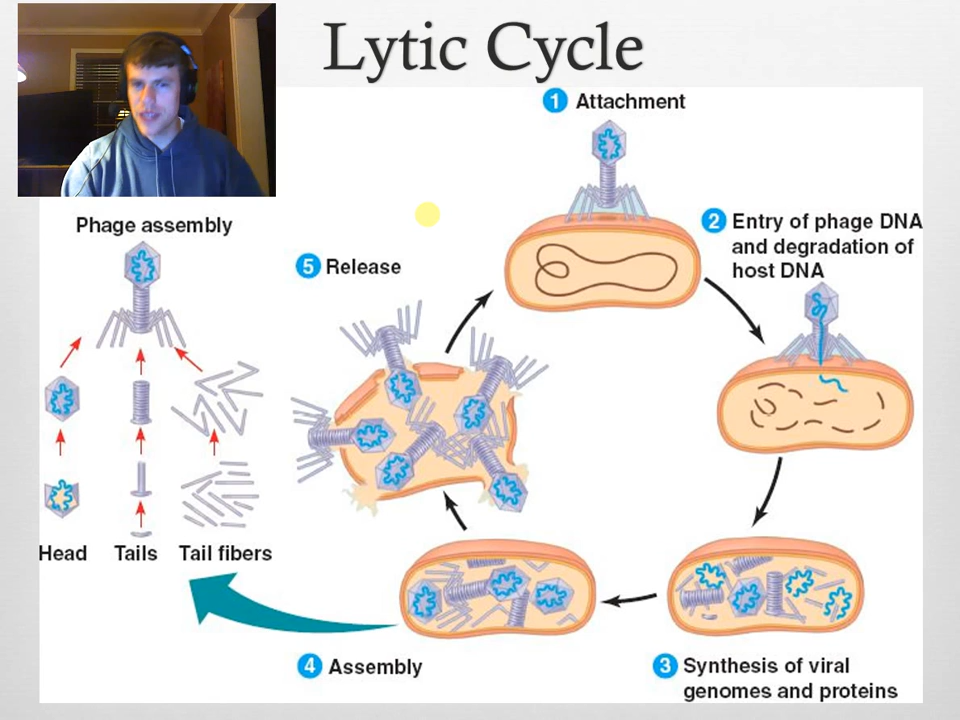 Lytic Cycle
1 Attachment
2 Entry of phage DNA
and degradation of
host DNA
Phage assembly
5 Release
Head Tails Tail fibers
4 Assembly
3 Synthesis of viral
genomes and proteins